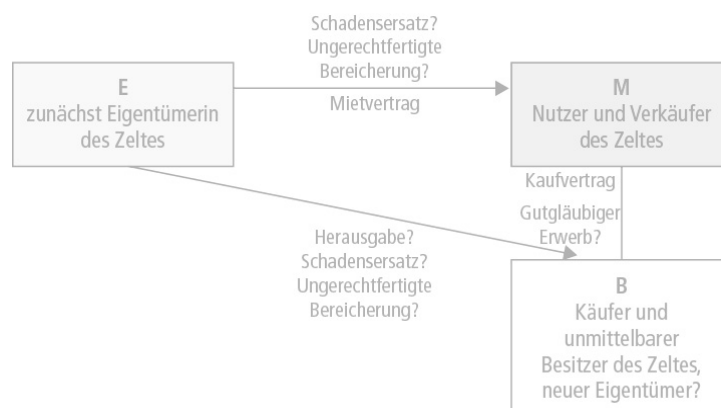 Schadensersatz?
Ungerechtfertigte
Bereicherung?
E
zunächst Eigentümerin
des Zeltes
Mietvertrag
M
Nutzer und Verkäufer
des Zeltes
Kaufvertrag
Gutgläubiger
Erwerb?
Herausgabe?
Schadensersatz?
Ungerechtfertigte
Bereicherung?
B
Käufer und
unmittelbarer
Besitzer des Zeltes,
neuer Eigentümer?